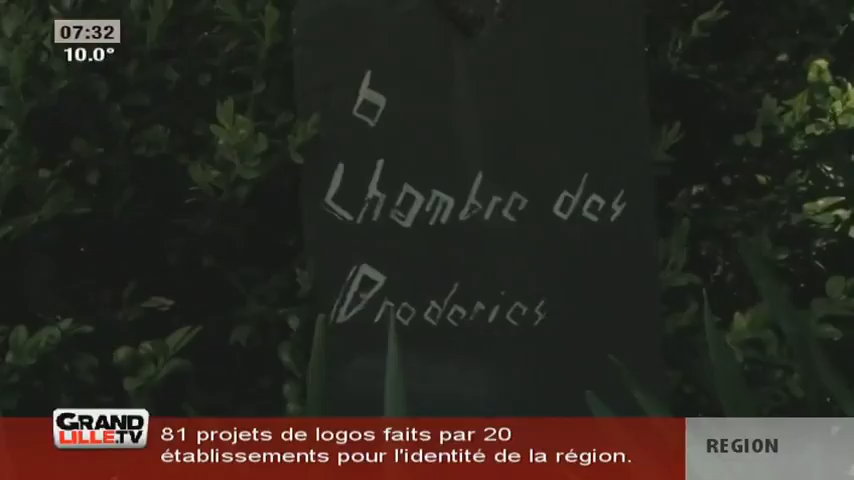 07:32
10.0°
6
Chambre des
Broderies
GRAND
LILLE.TV
81 projets de logos faits par 20
établissements pour l'identité de la région.
REGION